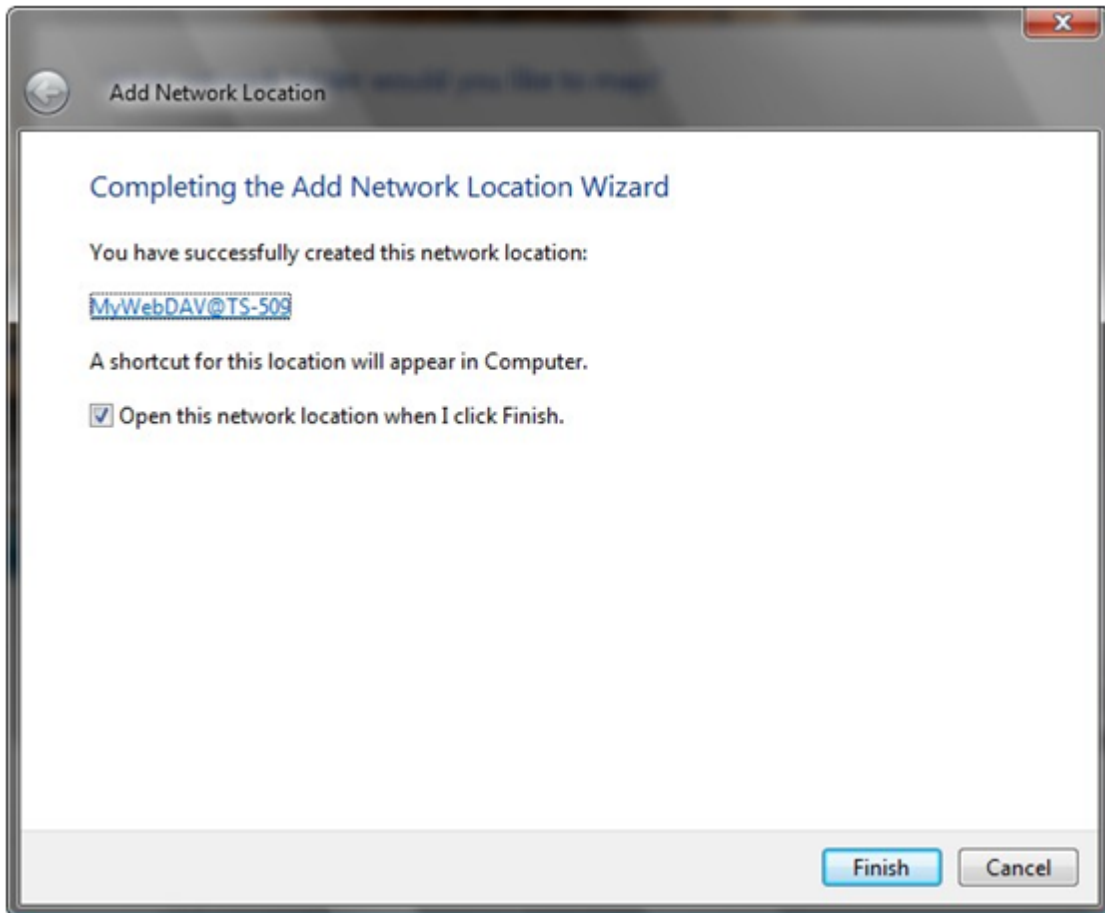 Add Network Location
Completing the Add Network Location Wizard
You have successfully created this network location:
MyWebDAV@TS-509
A shortcut for this location will appear in Computer.
Open this network location when I click Finish.
Finish
Cancel